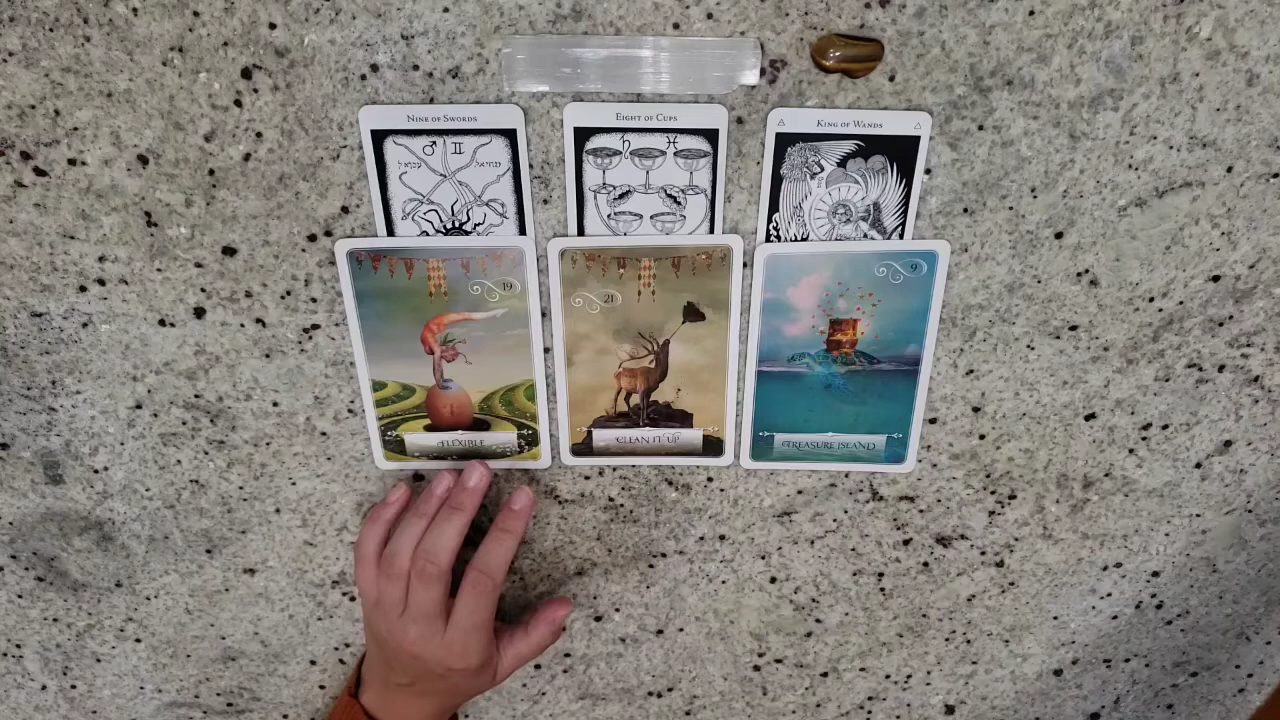 Nine of Swords
Eight of Cups
King of Wands
♂ ♊
♄ ♓
19
21
9
FLEXIBLE
CLEAN IT UP
TREASURE ISLAND